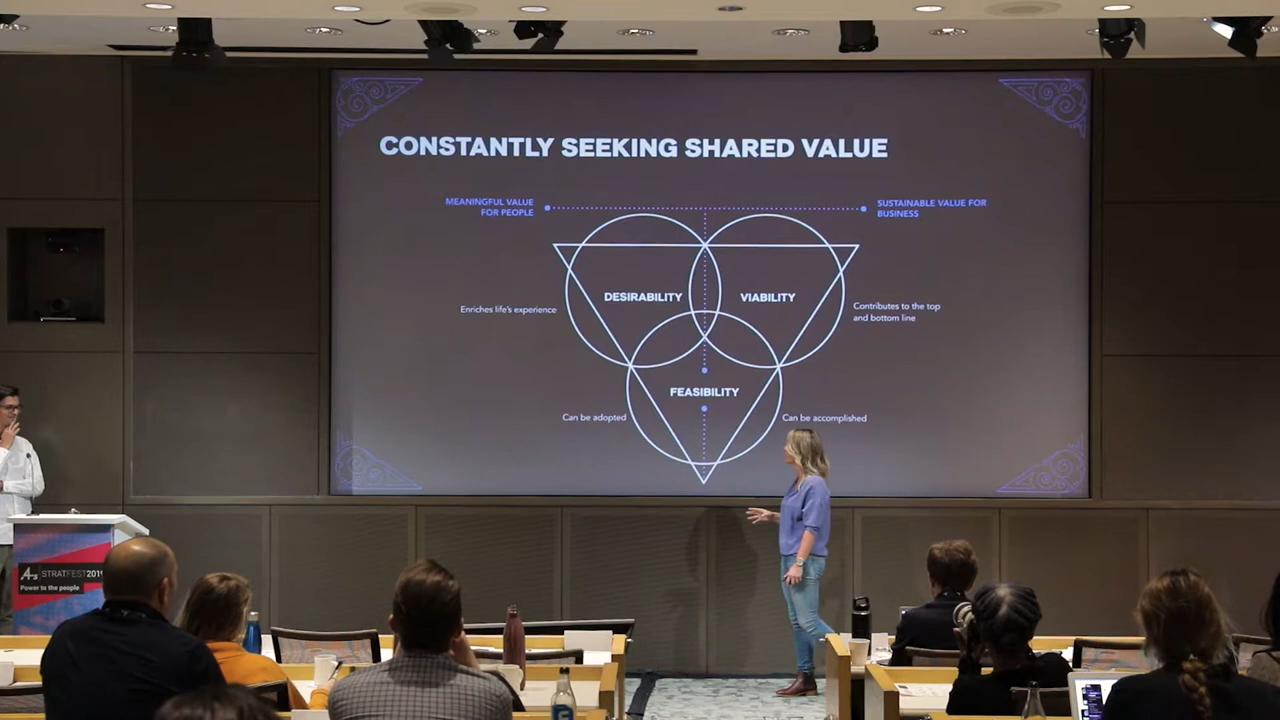 CONSTANTLY SEEKING SHARED VALUE
MEANINGFUL VALUE
FOR PEOPLE
SUSTAINABLE VALUE FOR
BUSINESS
DESIRABILITY
VIABILITY
Enriches life's experience
Contributes to the top
and bottom line
FEASIBILITY
Can be adopted
Can be accomplished
4A's STRATFEST2019
Power to the people